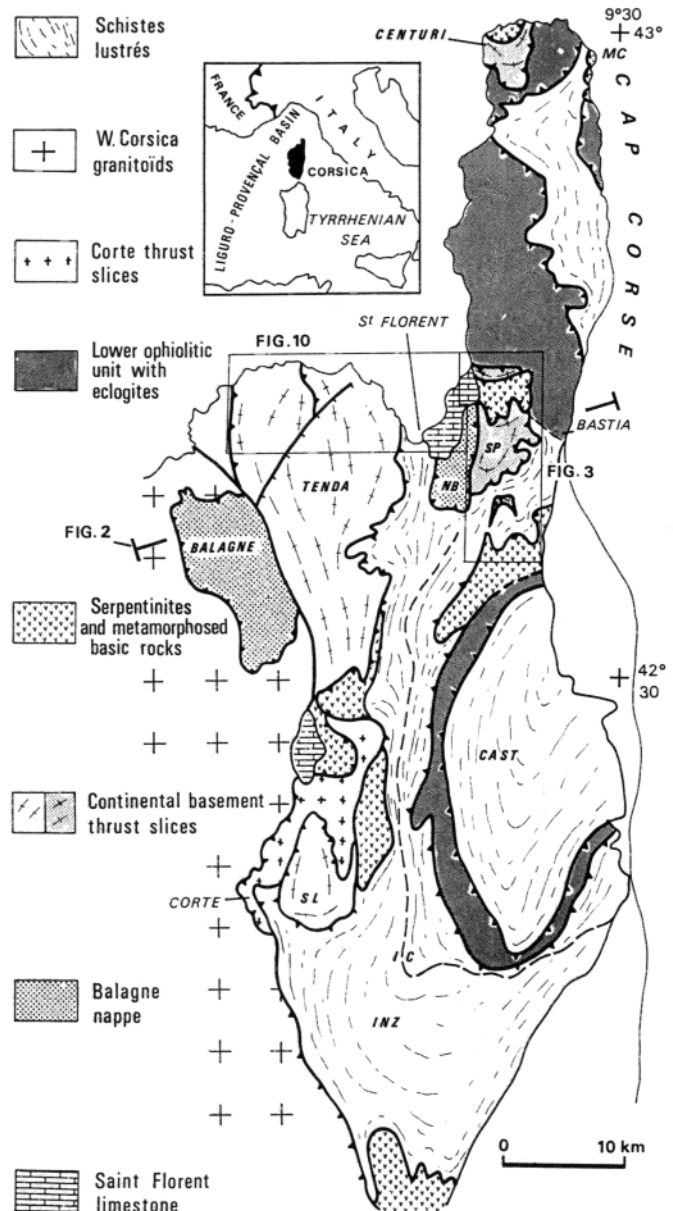 Schistes
lustrés
W. Corsica
granitoïds
Corte thrust
slices
Lower ophiolitic
unit with
eclogites
Serpentinites
and metamorphosed
basic rocks
Continental basement
thrust slices
Balagne
nappe
Saint Florent
limestone
FRANCE
ITALY
LIGURO-PROVENÇAL BASIN
CORSICA
TYRRHENIAN
SEA
CENTURI
9°30
43°
MC
CAP CORSE
St FLORENT
FIG.10
BASTIA
SP
NB
FIG.3
TENDA
FIG.2
BALAGNE
42°
30
CAST
SL
CORTE
IC
INZ
0 10 km